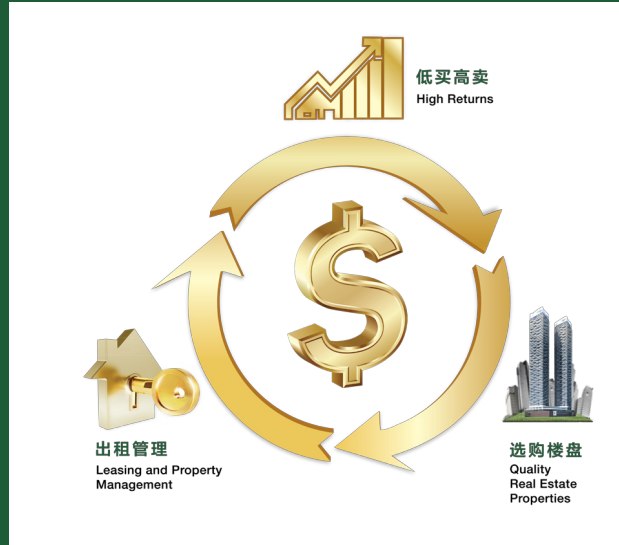 低买高卖
High Returns
出租管理
Leasing and Property
Management
选购楼盘
Quality
Real Estate
Properties